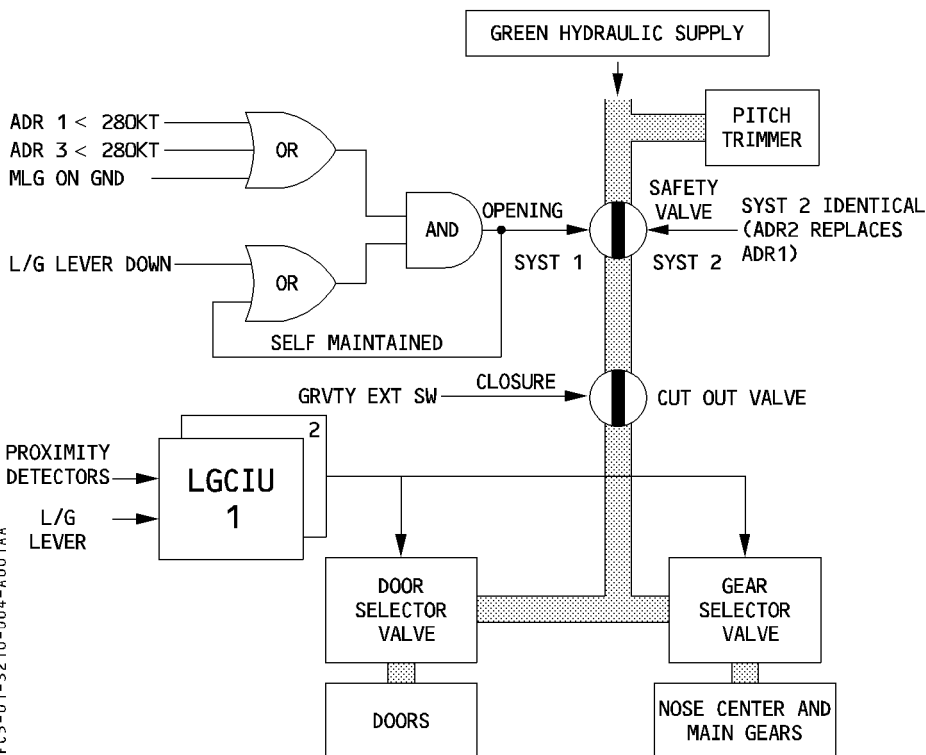 GREEN HYDRAULIC SUPPLY
ADR 1 < 280KT
ADR 3 < 280KT
MLG ON GND
OR
PITCH
TRIMMER
AND
OPENING
SAFETY
VALVE
SYST 2 IDENTICAL
(ADR2 REPLACES
ADR1)
L/G LEVER DOWN
OR
SYST 1
SYST 2
SELF MAINTAINED
GRVTY EXT SW
CLOSURE
CUT OUT VALVE
PROXIMITY
DETECTORS
L/G
LEVER
2
LGCIU
1
DOOR
SELECTOR
VALVE
GEAR
SELECTOR
VALVE
DOORS
NOSE CENTER AND
MAIN GEARS